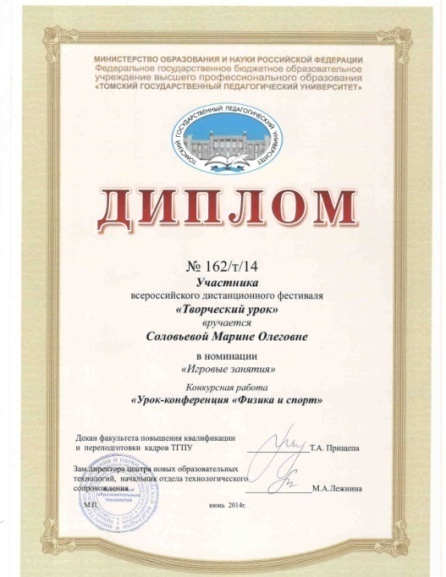 МИНИСТЕРСТВО ОБРАЗОВАНИЯ И НАУКИ РОССИЙСКОЙ ФЕДЕРАЦИИ
Федеральное государственное бюджетное образовательное
учреждение высшего профессионального образования
«ТОМСКИЙ ГОСУДАРСТВЕННЫЙ ПЕДАГОГИЧЕСКИЙ УНИВЕРСИТЕТ»
ТОМСКИЙ ГОСУДАРСТВЕННЫЙ ПЕДАГОГИЧЕСКИЙ УНИВЕРСИТЕТ
ДИПЛОМ
№ 162/т/14
Участника
всероссийского дистанционного фестиваля
«Творческий урок»
вручается
Соловьевой Марине Олеговне
в номинации
«Игровые занятия»
Конкурсная работа
«Урок-конференция «Физика и спорт»
Декан факультета повышения квалификации
и переподготовки кадров ТГПУ
Т.А. Прищепа
Зам.директора центра новых образовательных
технологий, начальник отдела технологического
сопровождения
М.А.Лежнина
М.П.
июнь 2014г.